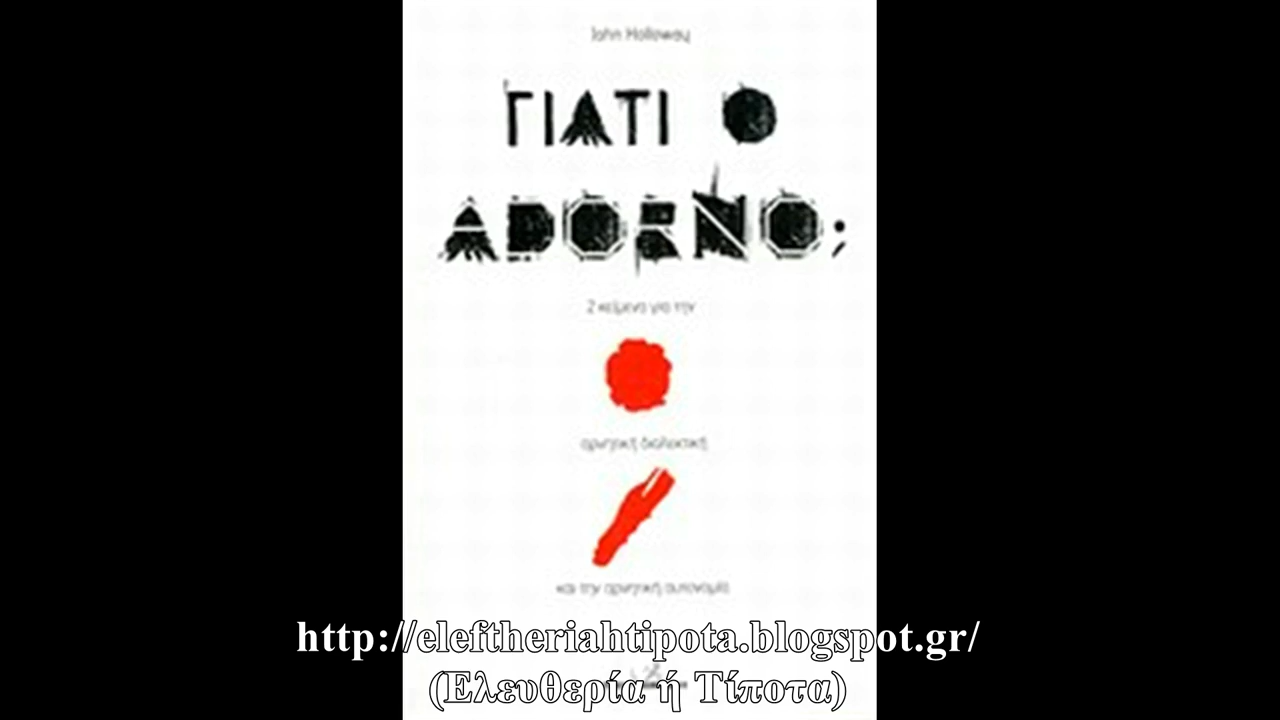 John Holloway
ΓΙΑΤΙ Ο
ADORNO;
2 κείμενα για την
αρνητική διαλεκτική
και την αρνητική αυτονομία
http://eleftheriahtipota.blogspot.gr/
(Ελευθερία ή Τίποτα)